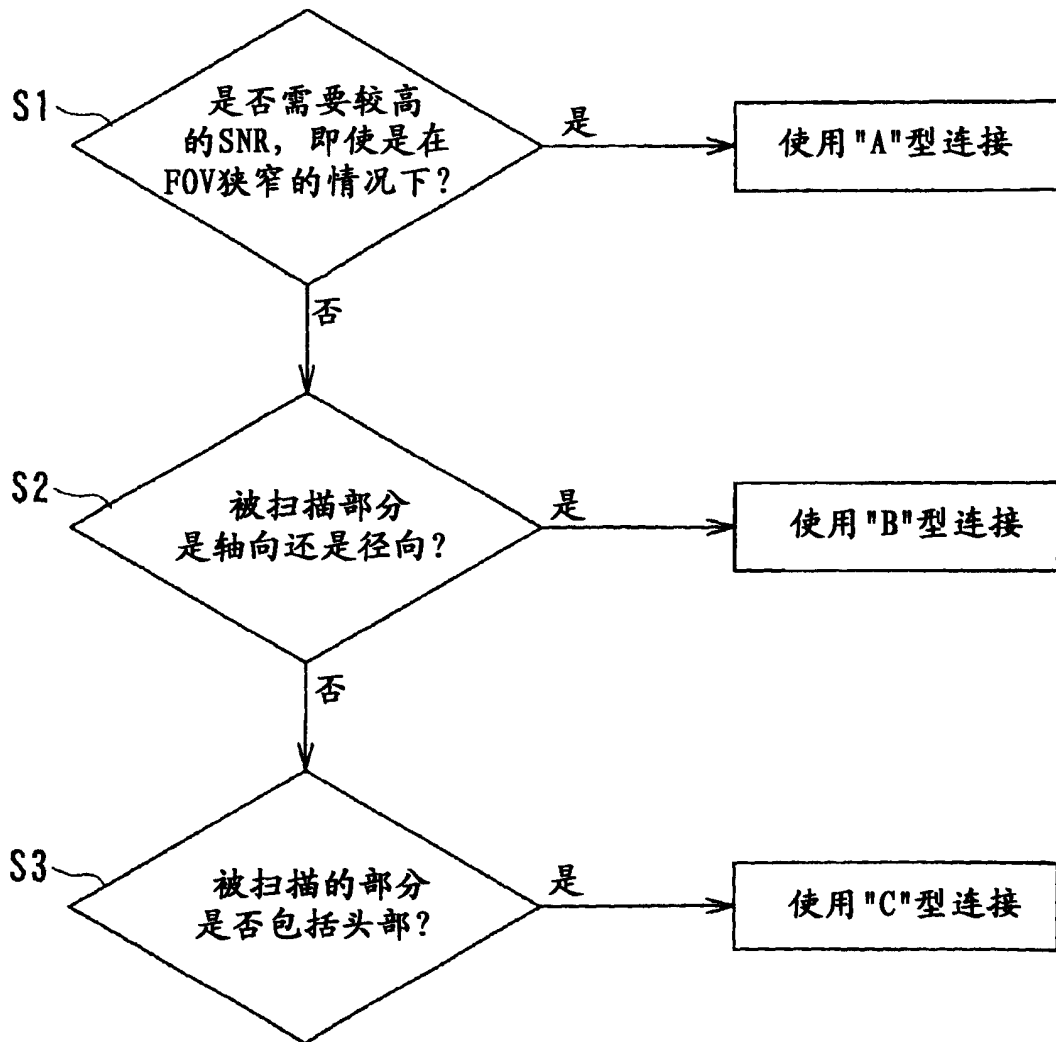 S1
是否需要较高
的SNR, 即使是在
FOV狭窄的情况下?
是
使用"A"型连接
否
S2
被扫描部分
是轴向还是径向?
是
使用"B"型连接
否
S3
被扫描的部分
是否包括头部?
是
使用"C"型连接